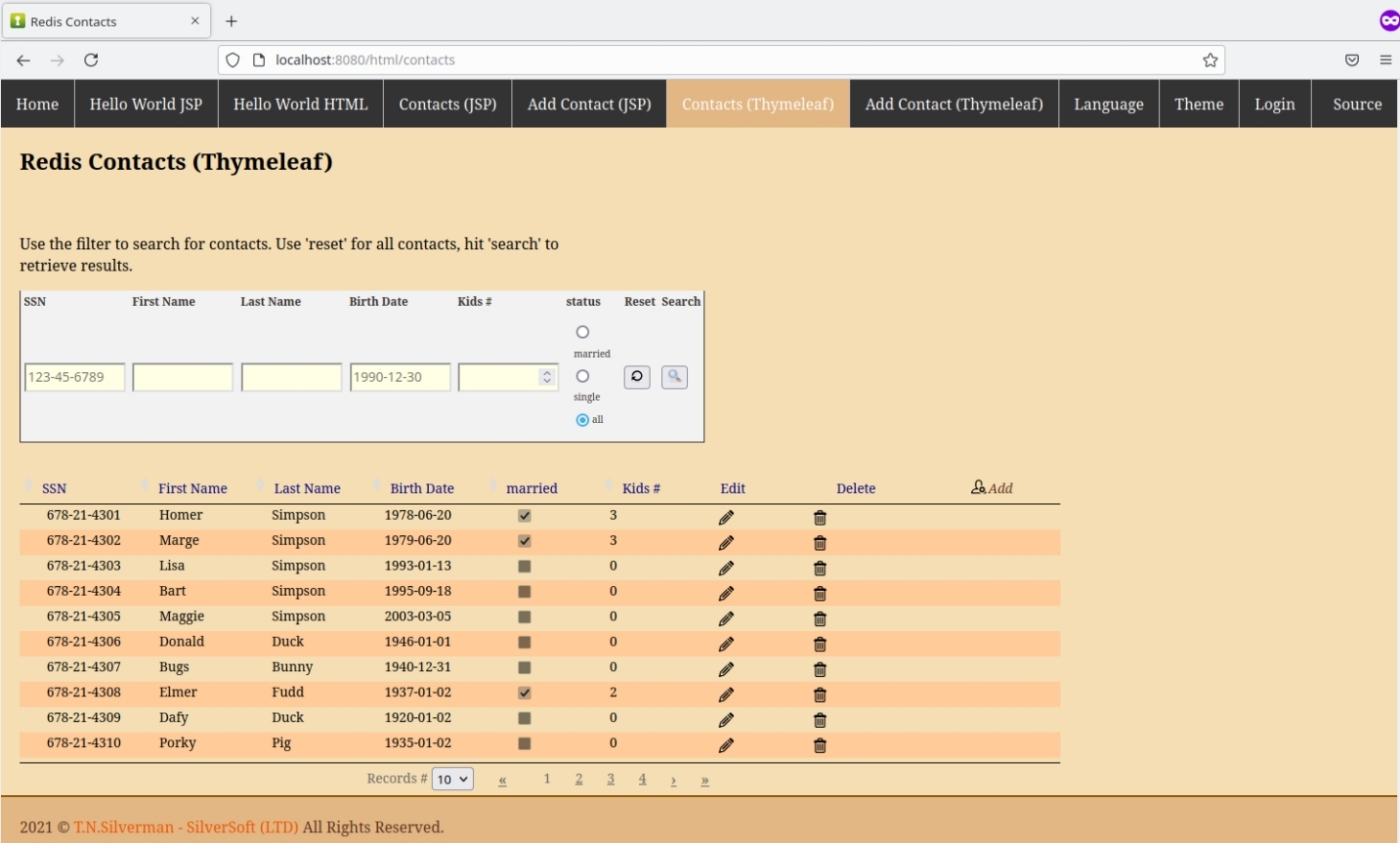 Redis Contacts
localhost:8080/html/contacts
Home Hello World JSP Hello World HTML Contacts (JSP) Add Contact (JSP) Contacts (Thymeleaf) Add Contact (Thymeleaf) Language Theme Login Source
Redis Contacts (Thymeleaf)
Use the filter to search for contacts. Use 'reset' for all contacts, hit 'search' to
retrieve results.
SSN First Name Last Name Birth Date Kids # status Reset Search
married
123-45-6789 1990-12-30
single
all
SSN First Name Last Name Birth Date married Kids # Edit Delete Add
678-21-4301 Homer Simpson 1978-06-20 3
678-21-4302 Marge Simpson 1979-06-20 3
678-21-4303 Lisa Simpson 1993-01-13 0
678-21-4304 Bart Simpson 1995-09-18 0
678-21-4305 Maggie Simpson 2003-03-05 0
678-21-4306 Donald Duck 1946-01-01 0
678-21-4307 Bugs Bunny 1940-12-31 0
678-21-4308 Elmer Fudd 1937-01-02 2
678-21-4309 Dafy Duck 1920-01-02 0
678-21-4310 Porky Pig 1935-01-02 0
Records # 10 « 1 2 3 4 › »
2021 © T.N.Silverman - SilverSoft (LTD) All Rights Reserved.